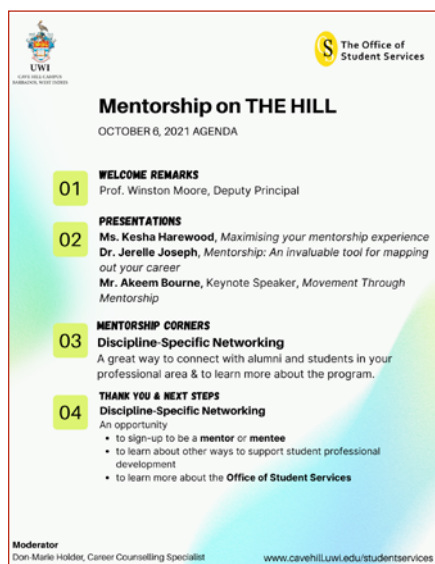 UWI
CAVE HILL CAMPUS
BARBADOS, WEST INDIES
S
The Office of
Student Services
Mentorship on THE HILL
OCTOBER 6, 2021 AGENDA
01
WELCOME REMARKS
Prof. Winston Moore, Deputy Principal
02
PRESENTATIONS
Ms. Kesha Harewood, Maximising your mentorship experience
Dr. Jerelle Joseph, Mentorship: An invaluable tool for mapping
out your career
Mr. Akeem Bourne, Keynote Speaker, Movement Through
Mentorship
03
MENTORSHIP CORNERS
Discipline-Specific Networking
A great way to connect with alumni and students in your
professional area & to learn more about the program.
04
THANK YOU & NEXT STEPS
Discipline-Specific Networking
An opportunity
• to sign-up to be a mentor or mentee
• to learn about other ways to support student professional
development
• to learn more about the Office of Student Services
Moderator
Don-Marie Holder, Career Counselling Specialist
www.cavehill.uwi.edu/studentservices